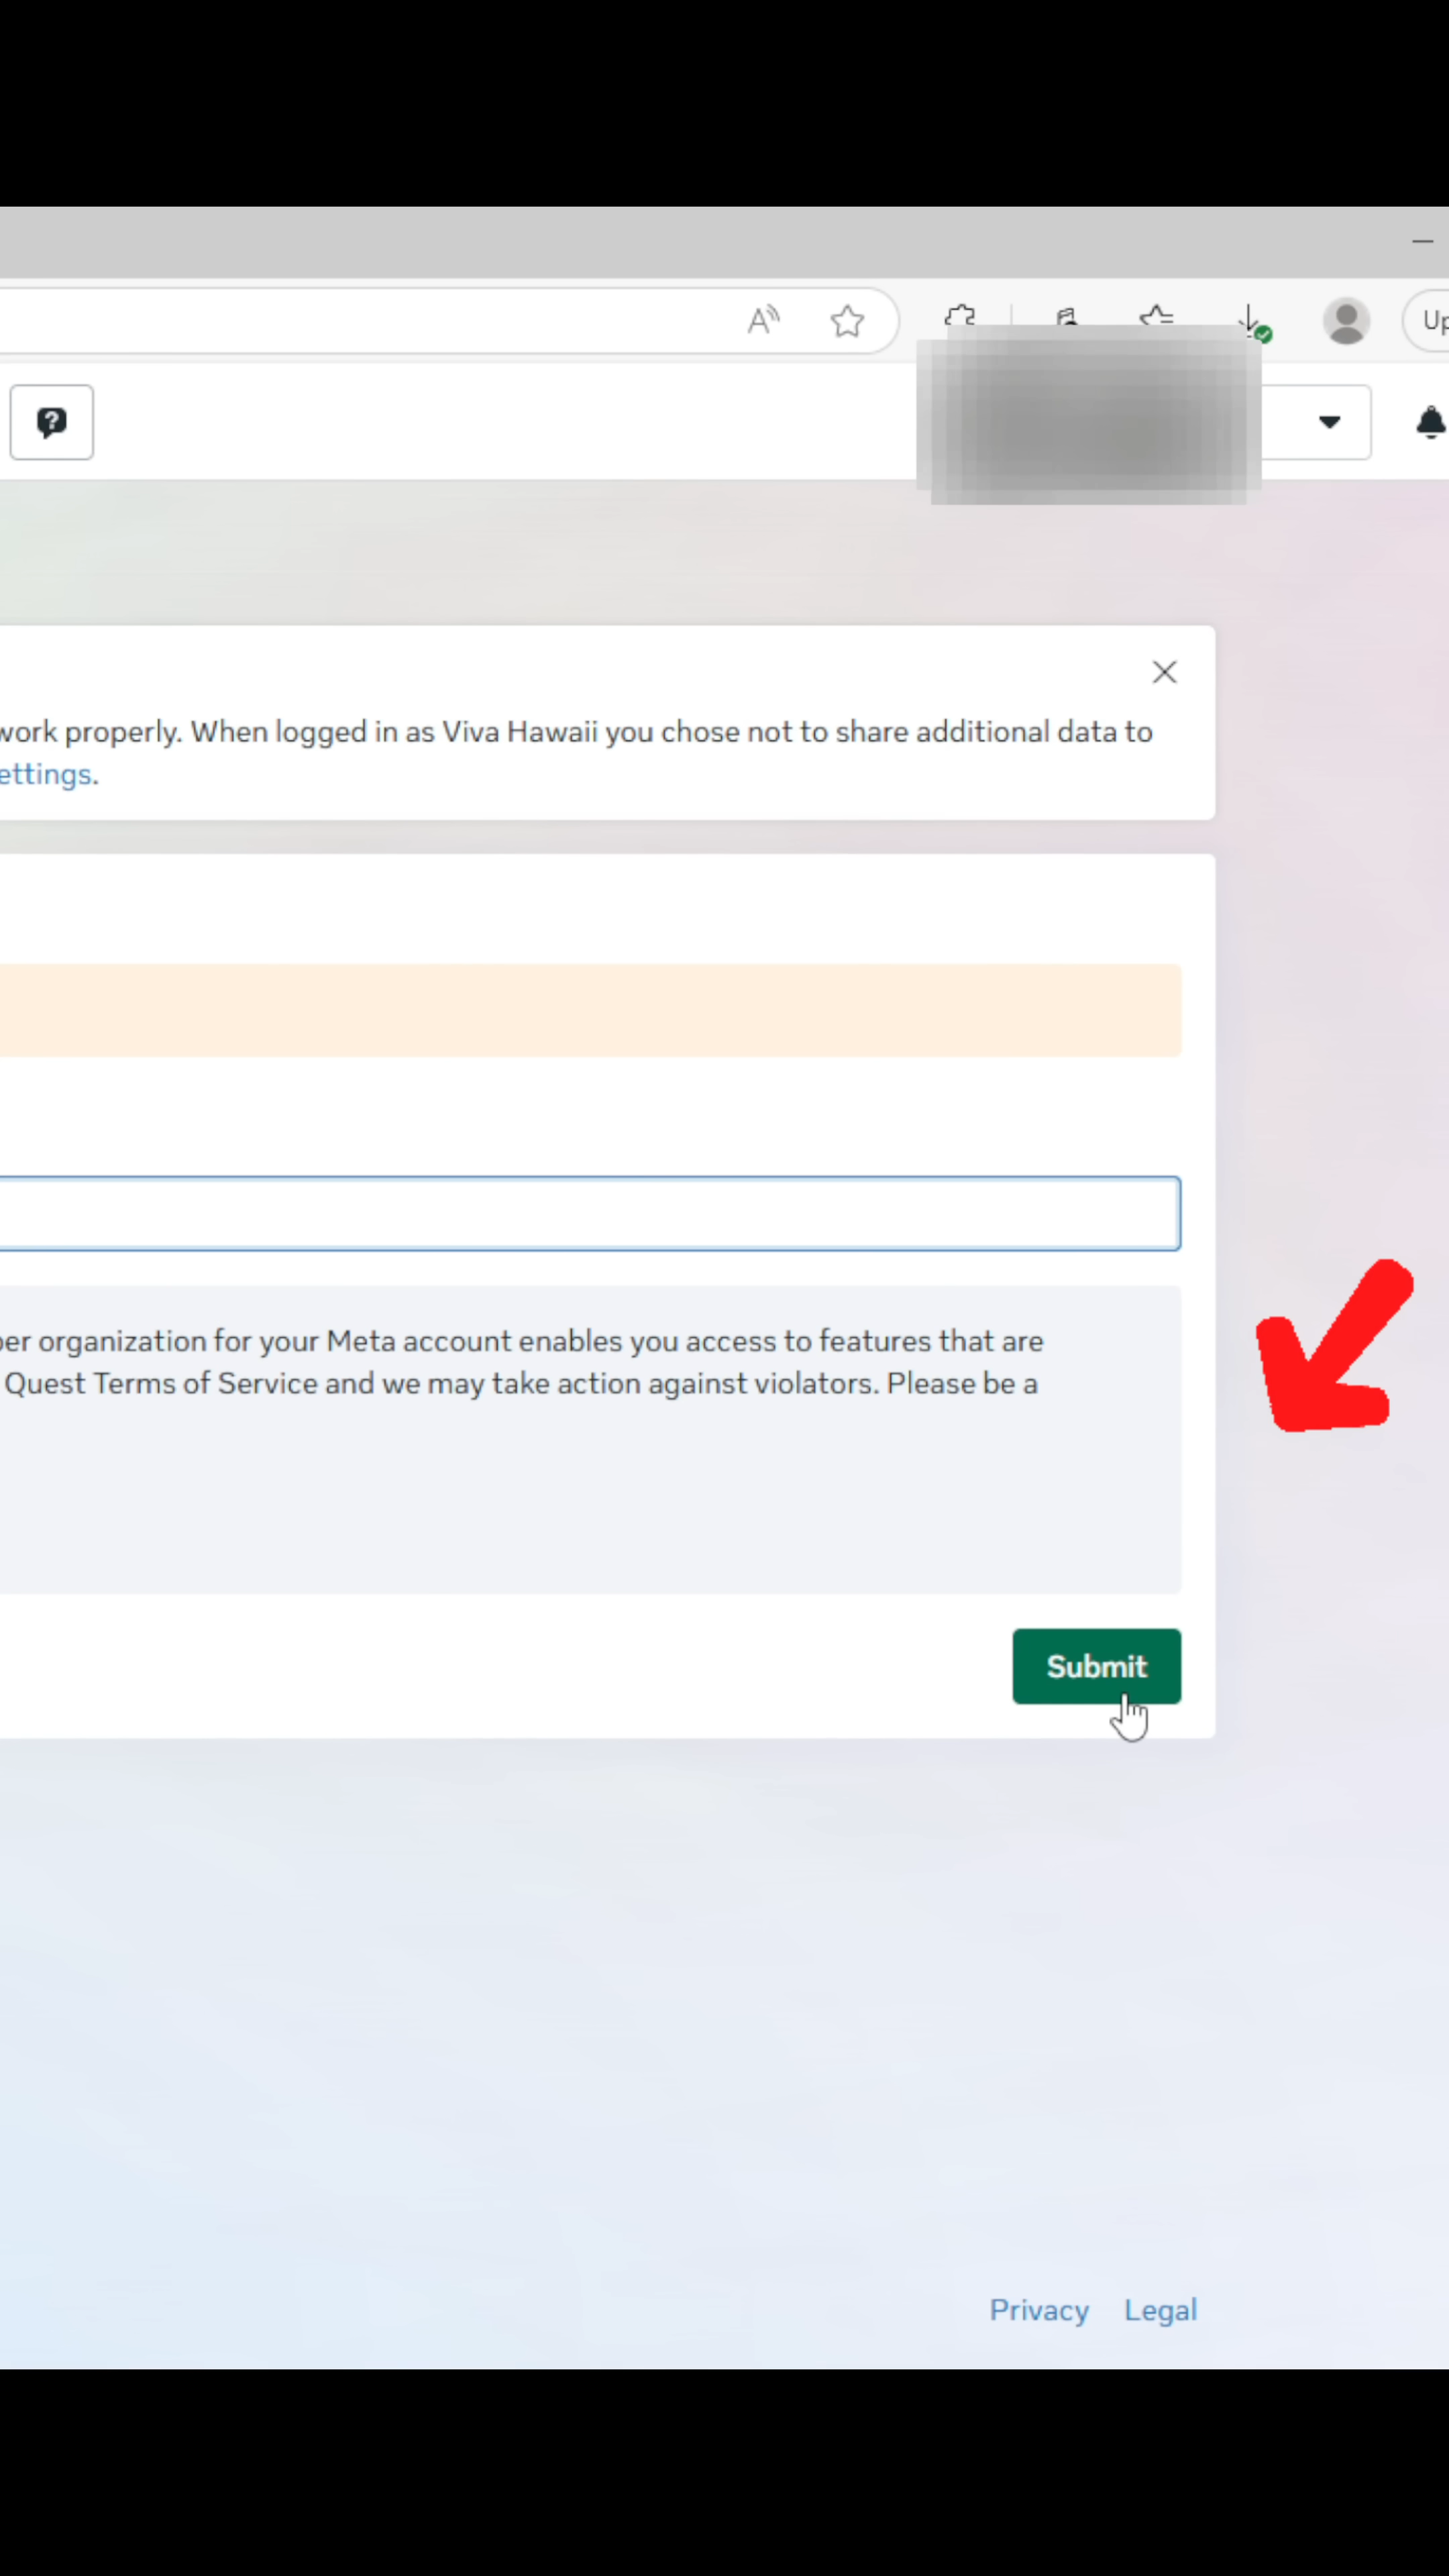 Up
work properly. When logged in as Viva Hawaii you chose not to share additional data to
ettings.
per organization for your Meta account enables you access to features that are
Quest Terms of Service and we may take action against violators. Please be a
Submit
Privacy Legal